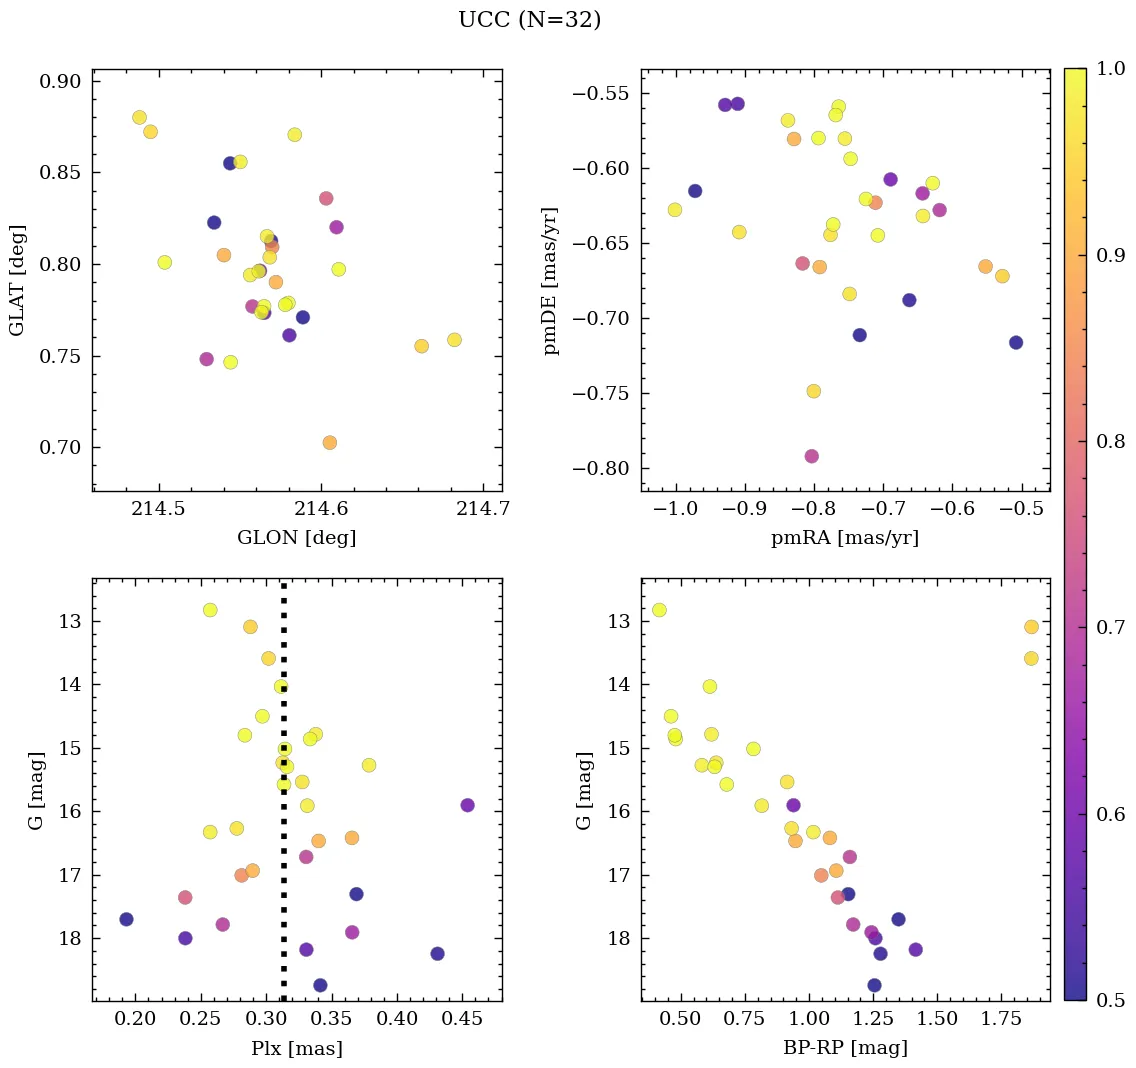 UCC (N=32)
0.90
0.85
0.80
0.75
0.70
GLAT [deg]
214.5 214.6 214.7
GLON [deg]
−0.55
−0.60
−0.65
−0.70
−0.75
−0.80
pmDE [mas/yr]
−1.0 −0.9 −0.8 −0.7 −0.6 −0.5
pmRA [mas/yr]
13
14
15
16
17
18
G [mag]
0.20 0.25 0.30 0.35 0.40 0.45
Plx [mas]
13
14
15
16
17
18
G [mag]
0.50 0.75 1.00 1.25 1.50 1.75
BP-RP [mag]
1.0
0.9
0.8
0.7
0.6
0.5